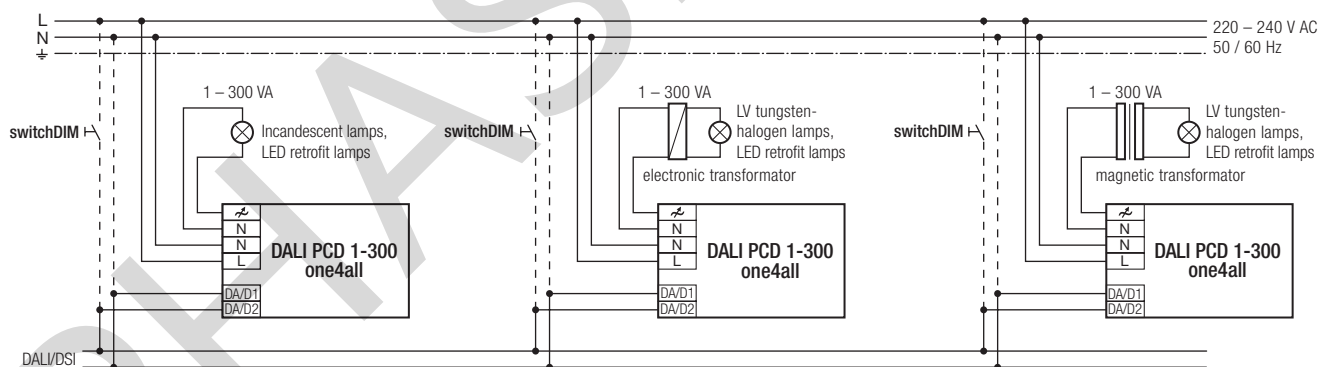 L
N
220 – 240 V AC
50 / 60 Hz
1 – 300 VA
switchDIM
Incandescent lamps,
LED retrofit lamps
N
N
L
DA/D1
DA/D2
DALI PCD 1-300
one4all
1 – 300 VA
switchDIM
LV tungsten-
halogen lamps,
LED retrofit lamps
electronic transformator
N
N
L
DA/D1
DA/D2
DALI PCD 1-300
one4all
1 – 300 VA
switchDIM
LV tungsten-
halogen lamps,
LED retrofit lamps
magnetic transformator
N
N
L
DA/D1
DA/D2
DALI PCD 1-300
one4all
DALI/DSI
PHAS